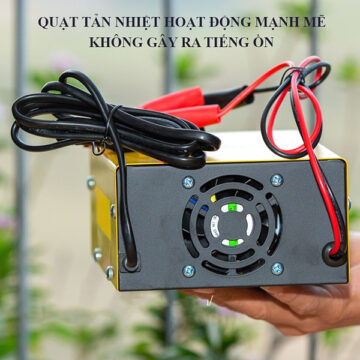 QUẠT TẢN NHIỆT HOẠT ĐỘNG MẠNH MẼ
KHÔNG GÂY RA TIẾNG ỒN